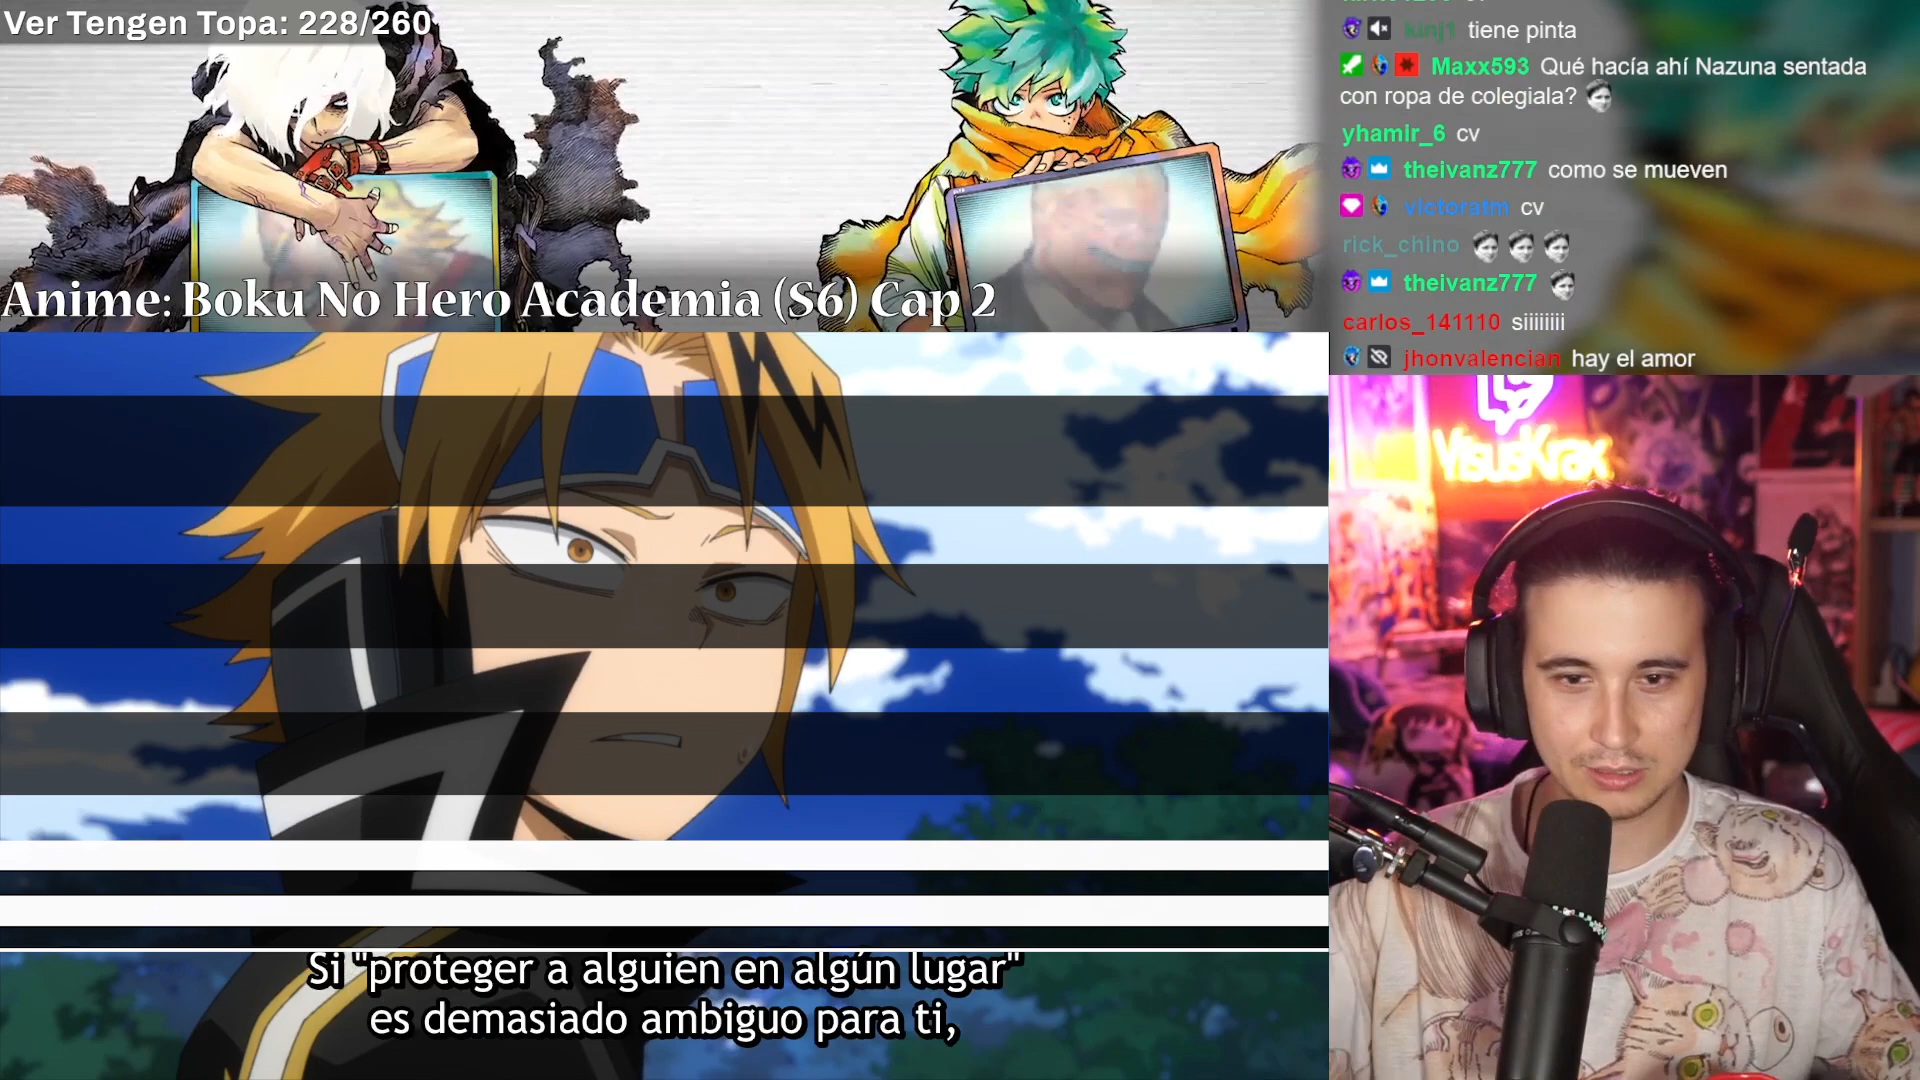 Ver Tengen Topa: 228/260
Anime: Boku No Hero Academia (S6) Cap 2
Si "proteger a alguien en algún lugar"
es demasiado ambiguo para ti,
kinj1 tiene pinta
Maxx593 Qué hacía ahí Nazuna sentada
con ropa de colegiala?
yhamir_6 cv
theivanz777 como se mueven
victoratm cv
rick_chino
theivanz777
carlos_141110 siiiiiiii
jhonvalencian hay el amor
VisusKrax